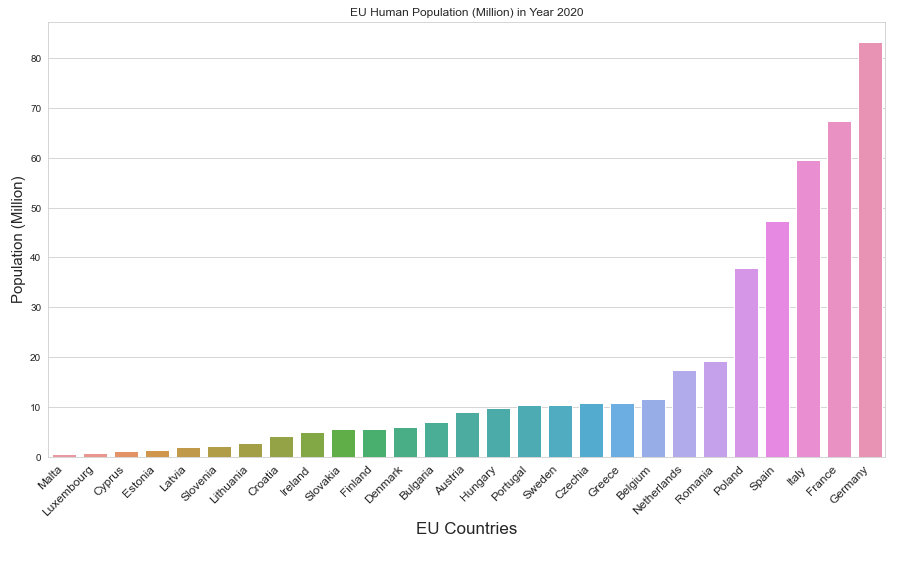 EU Human Population (Million) in Year 2020
Population (Million)
80
70
60
50
40
30
20
10
0
Malta
Luxembourg
Cyprus
Estonia
Latvia
Slovenia
Lithuania
Croatia
Ireland
Slovakia
Finland
Denmark
Bulgaria
Austria
Hungary
Portugal
Sweden
Czechia
Greece
Belgium
Netherlands
Romania
Poland
Spain
Italy
France
Germany
EU Countries